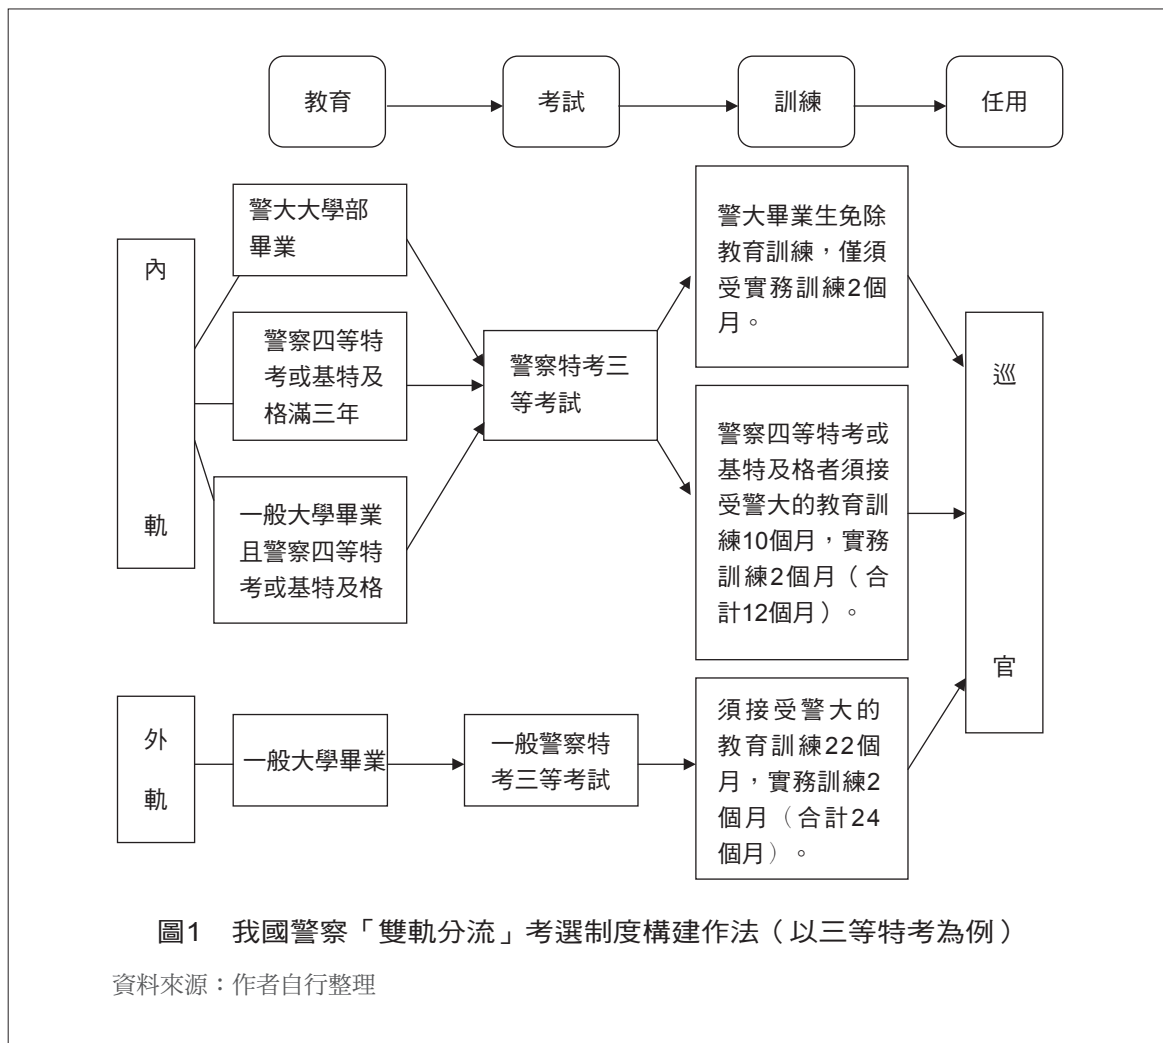 教育
考試
訓練
任用
內
軌
警大大學部
畢業
警察四等特
考或基特及
格滿三年
一般大學畢業
且警察四等特
考或基特及格
警察特考三
等考試
警大畢業生免除
教育訓練，僅須
受實務訓練2個
月。
警察四等特考或
基特及格者須接
受警大的教育訓
練10個月，實務
訓練2個月（合
計12個月）。
巡
官
外
軌
一般大學畢業
一般警察特
考三等考試
須接受警大的
教育訓練22個
月，實務訓練2
個月（合計24
個月）。
圖1　我國警察「雙軌分流」考選制度構建作法（以三等特考為例）
資料來源：作者自行整理